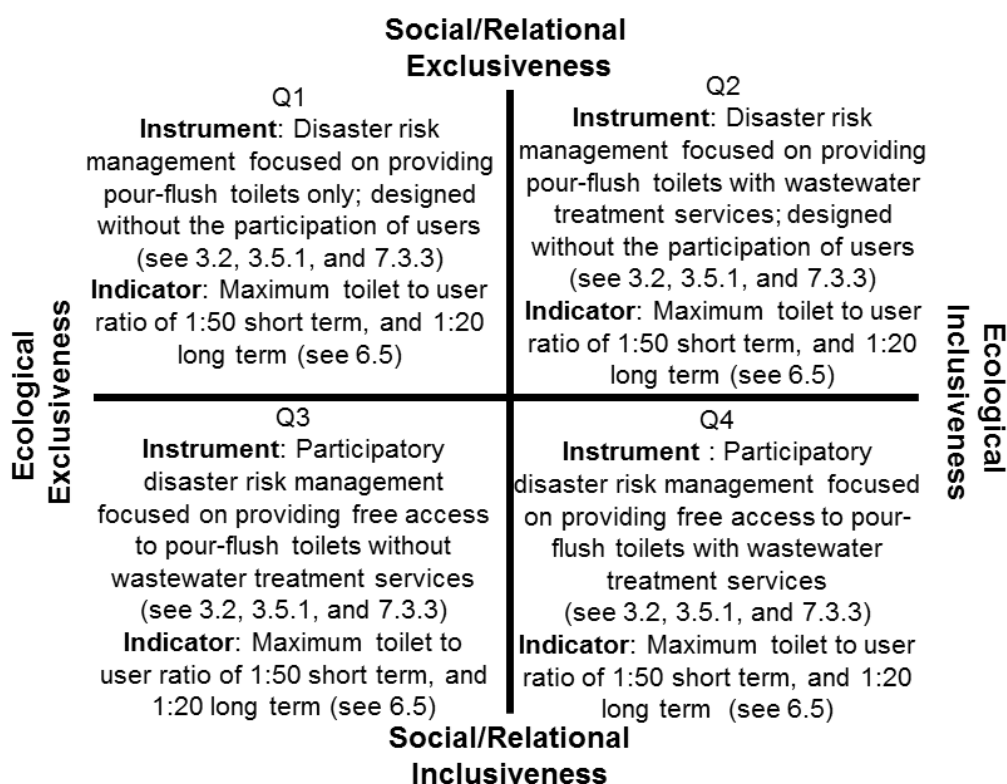 Social/Relational
Exclusiveness
Q1
Instrument: Disaster risk
management focused on providing
pour-flush toilets only; designed
without the participation of users
(see 3.2, 3.5.1, and 7.3.3)
Indicator: Maximum toilet to user
ratio of 1:50 short term, and 1:20
long term (see 6.5)
Q2
Instrument: Disaster risk
management focused on providing
pour-flush toilets with wastewater
treatment services; designed
without the participation of users
(see 3.2, 3.5.1, and 7.3.3)
Indicator: Maximum toilet to user
ratio of 1:50 short term, and 1:20
long term (see 6.5)
Ecological
Exclusiveness
Ecological
Inclusiveness
Q3
Instrument: Participatory
disaster risk management
focused on providing free access
to pour-flush toilets without
wastewater treatment services
(see 3.2, 3.5.1, and 7.3.3)
Indicator: Maximum toilet to
user ratio of 1:50 short term, and
1:20 long term (see 6.5)
Q4
Instrument : Participatory
disaster risk management focused
on providing free access to pour-
flush toilets with wastewater
treatment services
(see 3.2, 3.5.1, and 7.3.3)
Indicator: Maximum toilet to user
ratio of 1:50 short term, and 1:20
long term (see 6.5)
Social/Relational
Inclusiveness